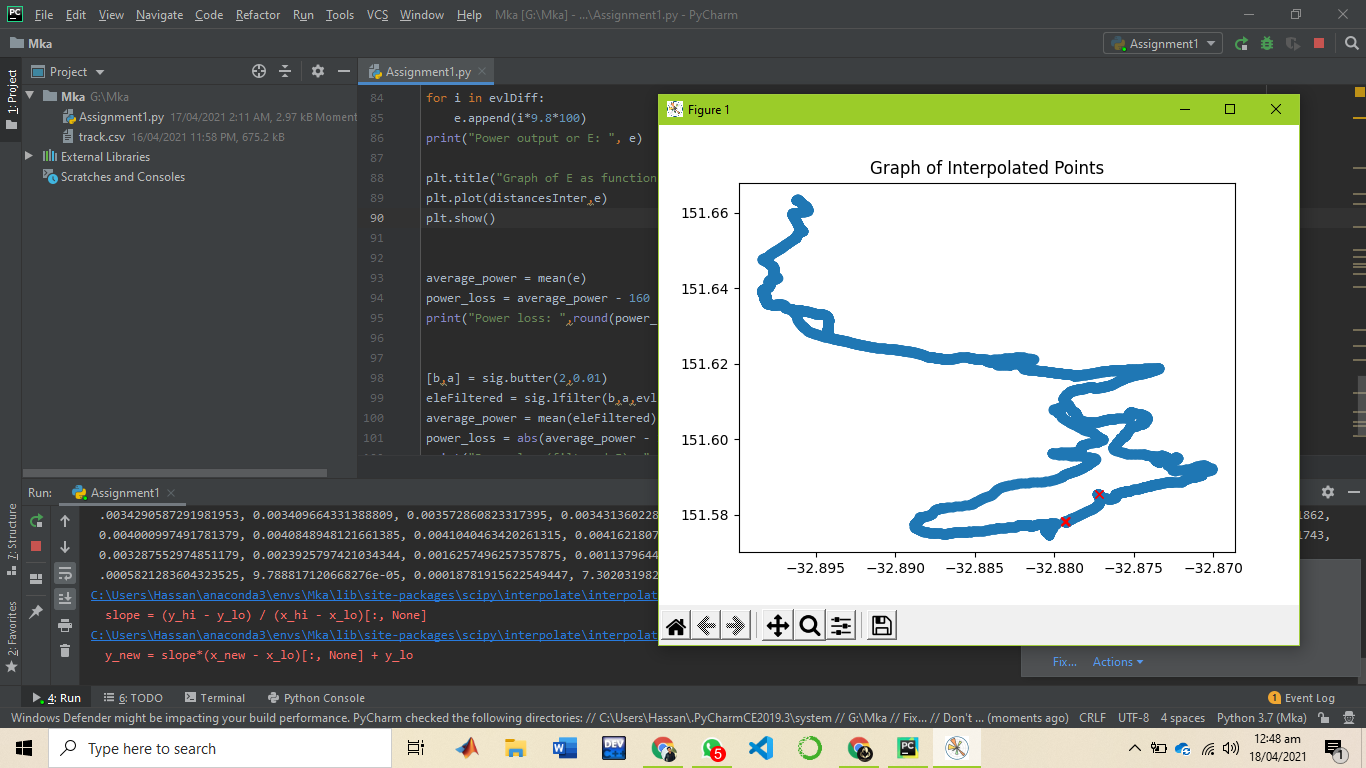 File Edit View Navigate Code Refactor Run Tools VCS Window Help Mka [G:\Mka] - ...\Assignment1.py - PyCharm
Mka
Assignment1
1: Project
Project
Assignment1.py
Mka G:\Mka
Assignment1.py 17/04/2021 2:11 AM, 2.97 kB Moment
track.csv 16/04/2021 11:58 PM, 675.2 kB
External Libraries
Scratches and Consoles
84 for i in evlDiff:
85 e.append(i*9.8*100)
86 print("Power output or E: ", e)
87
88 plt.title("Graph of E as function
89 plt.plot(distancesInter,e)
90 plt.show()
91
92
93 average_power = mean(e)
94 power_loss = average_power - 160
95 print("Power loss: ",round(power_
96
97
98 [b,a] = sig.butter(2,0.01)
99 eleFiltered = sig.lfilter(b,a,evl
100 average_power = mean(eleFiltered)
101 power_loss = abs(average_power -
Figure 1
Graph of Interpolated Points
151.66
151.64
151.62
151.60
151.58
−32.895 −32.890 −32.885 −32.880 −32.875 −32.870
Run: Assignment1
.0034290587291981953, 0.003409664331388809, 0.003572860823317395, 0.003431360228
1862,
0.004000997491781379, 0.0040848948121661385, 0.0041040463420261315, 0.0041621807
1743,
0.003287552974851179, 0.0023925797421034344, 0.0016257496257357875, 0.0011379644
.0005821283604323525, 9.788817120668276e-05, 0.00018781915622549447, 7.302031982
C:\Users\Hassan\anaconda3\envs\Mka\lib\site-packages\scipy\interpolate\interpolat
slope = (y_hi - y_lo) / (x_hi - x_lo)[:, None]
C:\Users\Hassan\anaconda3\envs\Mka\lib\site-packages\scipy\interpolate\interpolat
y_new = slope*(x_new - x_lo)[:, None] + y_lo
7: Structure
2: Favorites
Fix... Actions
4: Run 6: TODO Terminal Python Console
1 Event Log
Windows Defender might be impacting your build performance. PyCharm checked the following directories: // C:\Users\Hassan\.PyCharmCE2019.3\system // G:\Mka // Fix... // Don't ... (moments ago) CRLF UTF-8 4 spaces Python 3.7 (Mka)
Type here to search
5
12:48 am
18/04/2021
1